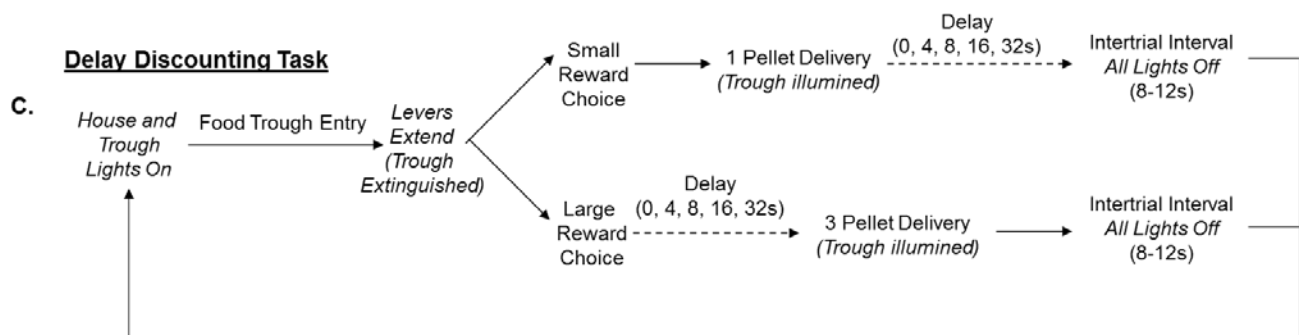 Delay Discounting Task
C.
House and
Trough
Lights On
Food Trough Entry
Levers
Extend
(Trough
Extinguished)
Small
Reward
Choice
1 Pellet Delivery
(Trough illumined)
Delay
(0, 4, 8, 16, 32s)
Intertrial Interval
All Lights Off
(8-12s)
Large
Reward
Choice
Delay
(0, 4, 8, 16, 32s)
3 Pellet Delivery
(Trough illumined)
Intertrial Interval
All Lights Off
(8-12s)